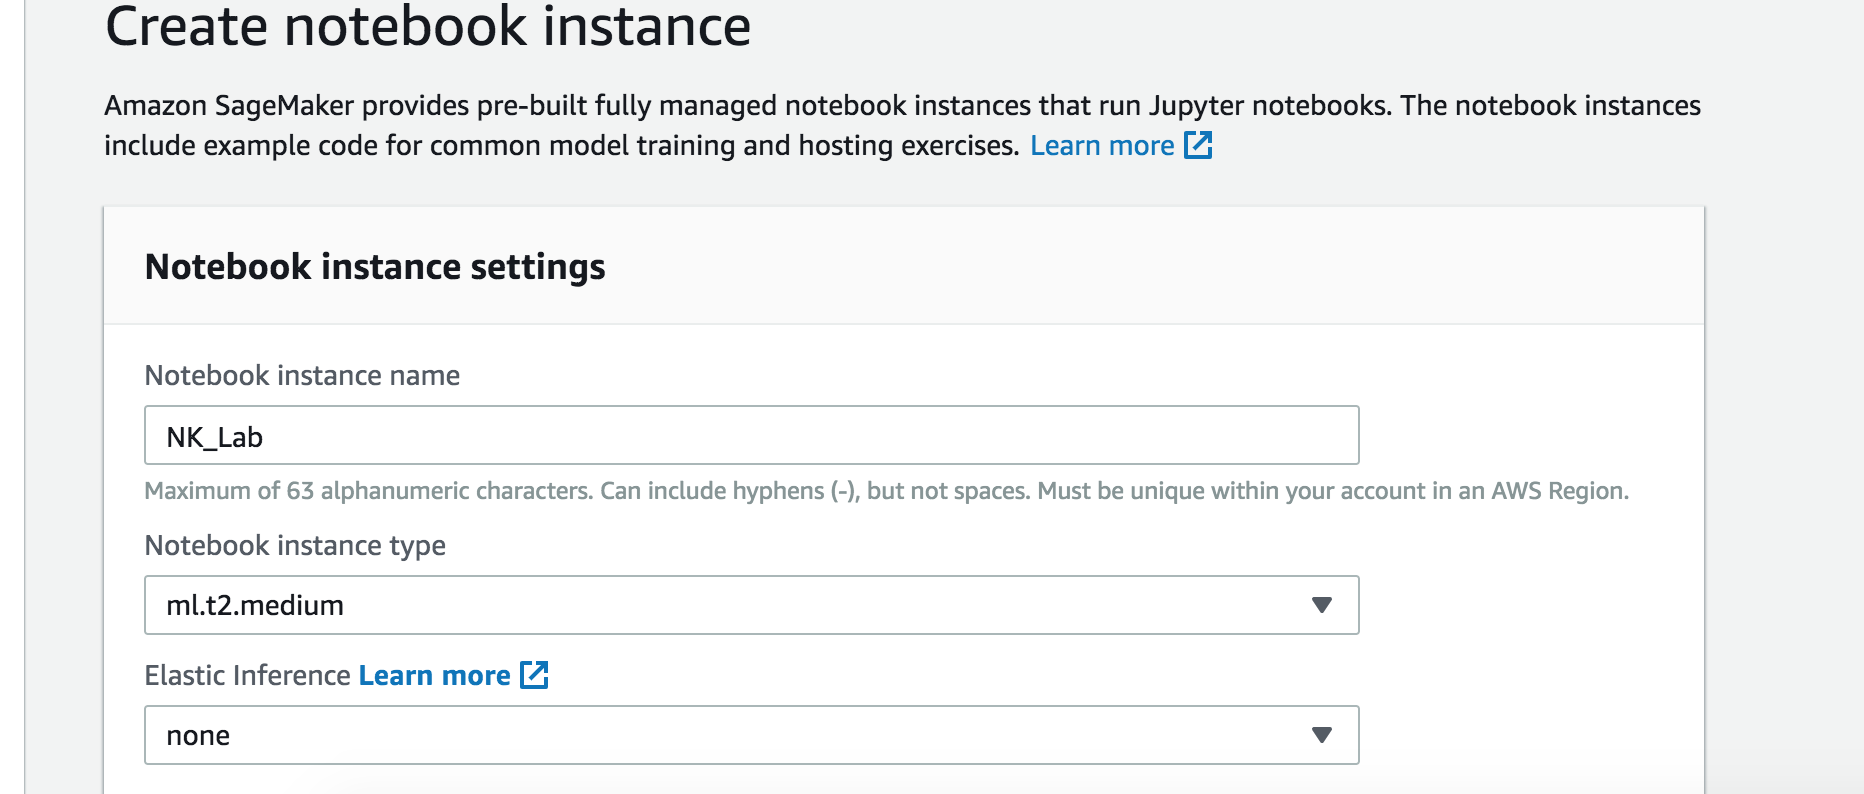 Create notebook instance
Amazon SageMaker provides pre-built fully managed notebook instances that run Jupyter notebooks. The notebook instances
include example code for common model training and hosting exercises. Learn more
Notebook instance settings
Notebook instance name
NK_Lab
Maximum of 63 alphanumeric characters. Can include hyphens (-), but not spaces. Must be unique within your account in an AWS Region.
Notebook instance type
ml.t2.medium
Elastic Inference Learn more
none